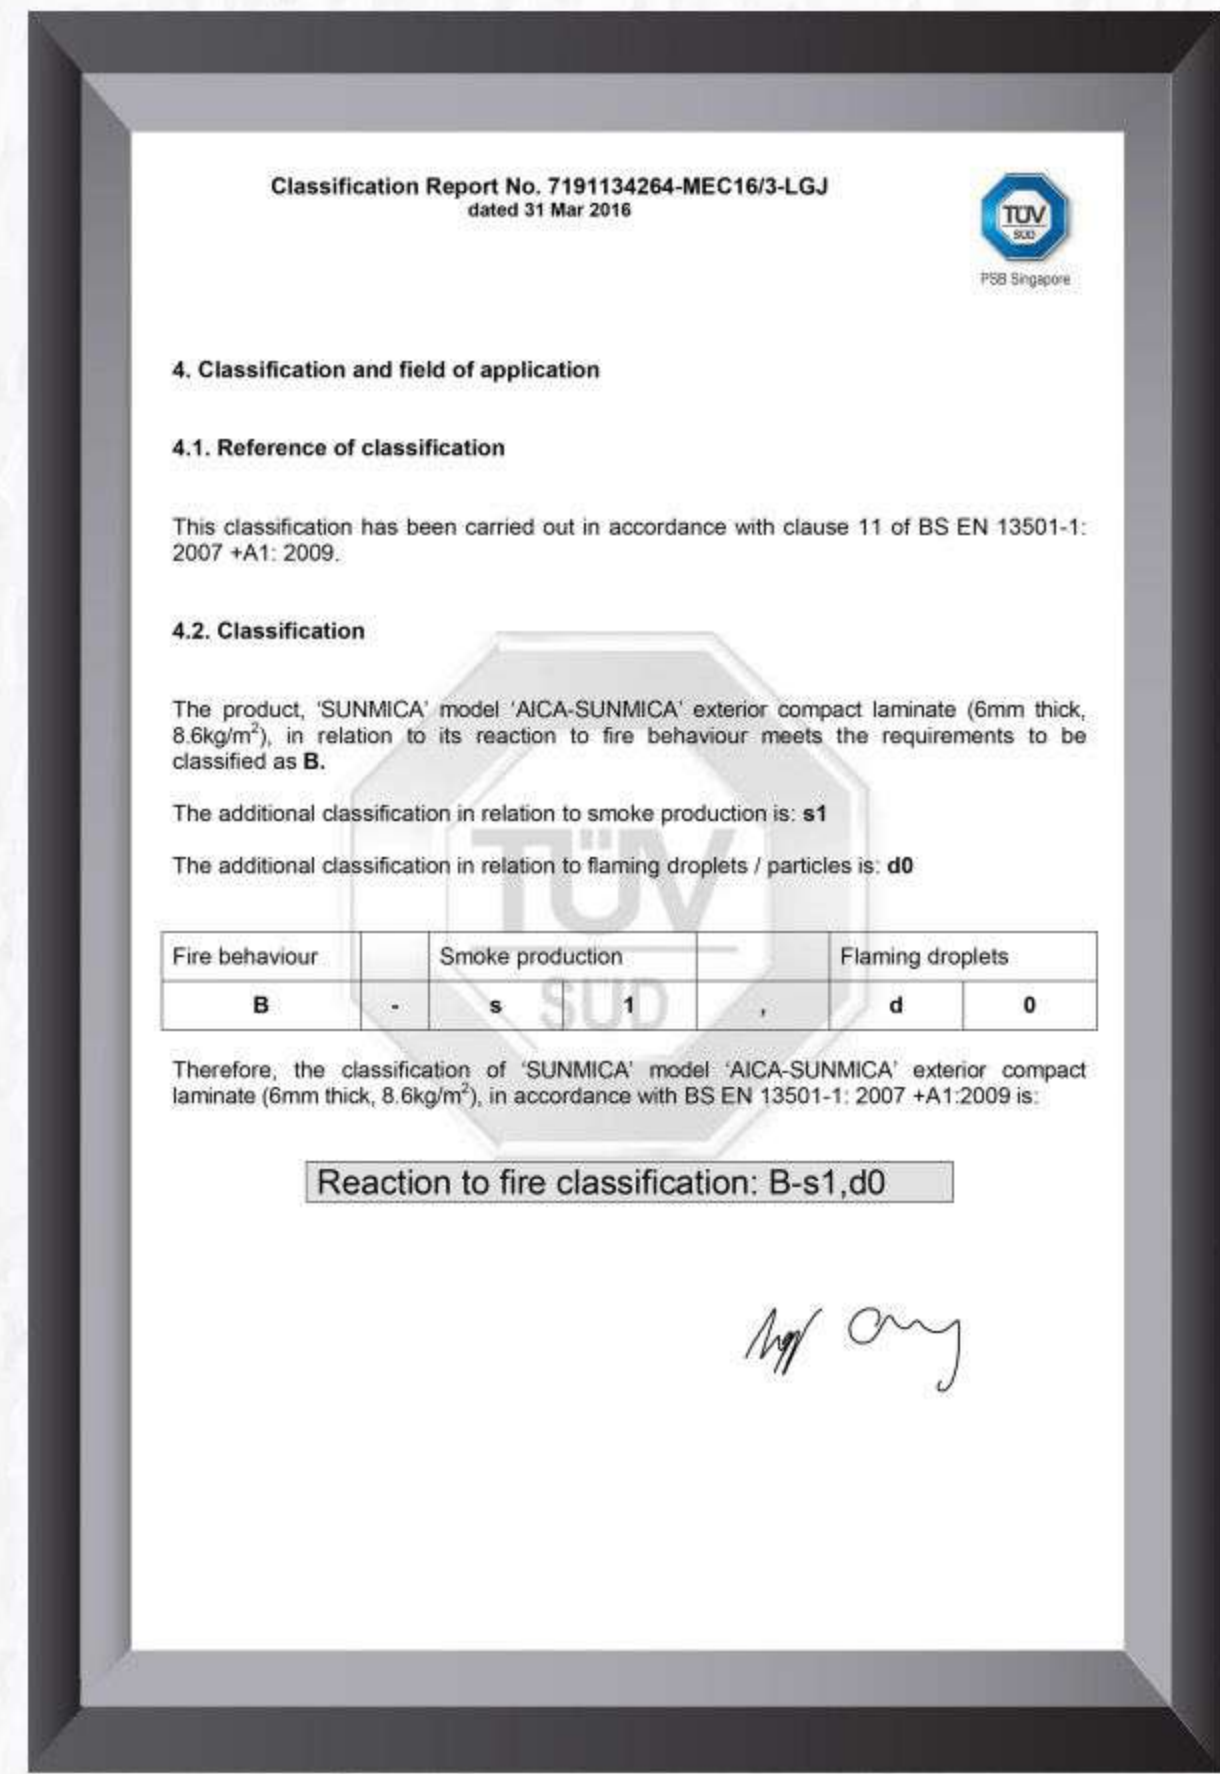 Classification Report No. 7191134264-MEC16/3-LGJ
dated 31 Mar 2016
TÜV
SÜD
PSB Singapore
4. Classification and field of application
4.1. Reference of classification
This classification has been carried out in accordance with clause 11 of BS EN 13501-1:
2007 +A1: 2009.
4.2. Classification
The product, ‘SUNMICA’ model ‘AICA-SUNMICA’ exterior compact laminate (6mm thick,
8.6kg/m²), in relation to its reaction to fire behaviour meets the requirements to be
classified as B.
The additional classification in relation to smoke production is: s1
The additional classification in relation to flaming droplets / particles is: d0
TÜV
SÜD
Fire behaviour Smoke production Flaming droplets
B - s 1 , d 0
Therefore, the classification of ‘SUNMICA’ model ‘AICA-SUNMICA’ exterior compact
laminate (6mm thick, 8.6kg/m²), in accordance with BS EN 13501-1: 2007 +A1:2009 is:
Reaction to fire classification: B-s1,d0